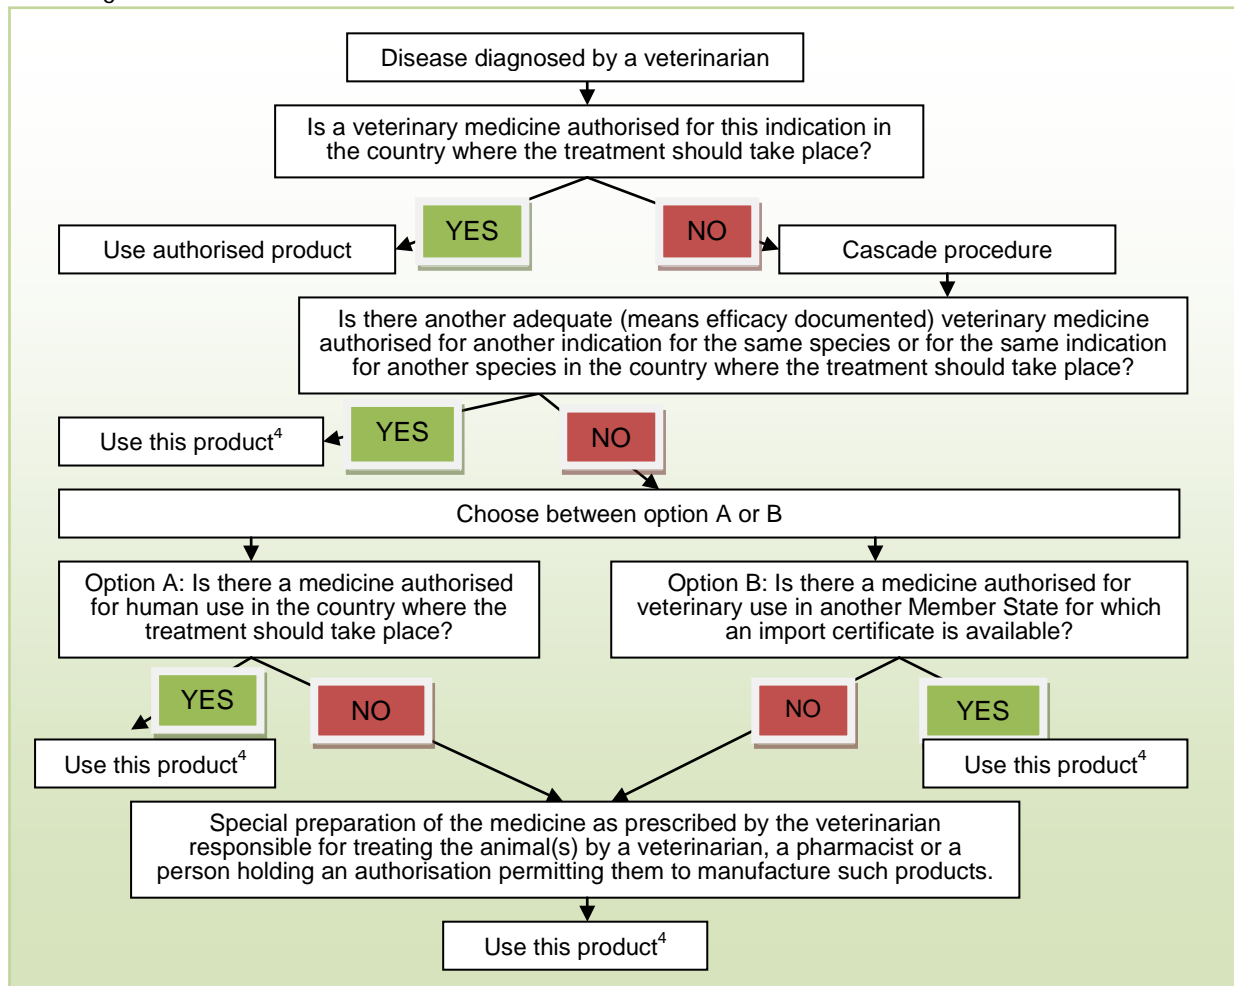 Disease diagnosed by a veterinarian
Is a veterinary medicine authorised for this indication in
the country where the treatment should take place?
YES
NO
Use authorised product
Cascade procedure
Is there another adequate (means efficacy documented) veterinary medicine
authorised for another indication for the same species or for the same indication
for another species in the country where the treatment should take place?
YES
NO
Use this product4
Choose between option A or B
Option A: Is there a medicine authorised
for human use in the country where the
treatment should take place?
Option B: Is there a medicine authorised for
veterinary use in another Member State for which
an import certificate is available?
YES
NO
NO
YES
Use this product4
Use this product4
Special preparation of the medicine as prescribed by the veterinarian
responsible for treating the animal(s) by a veterinarian, a pharmacist or a
person holding an authorisation permitting them to manufacture such products.
Use this product4